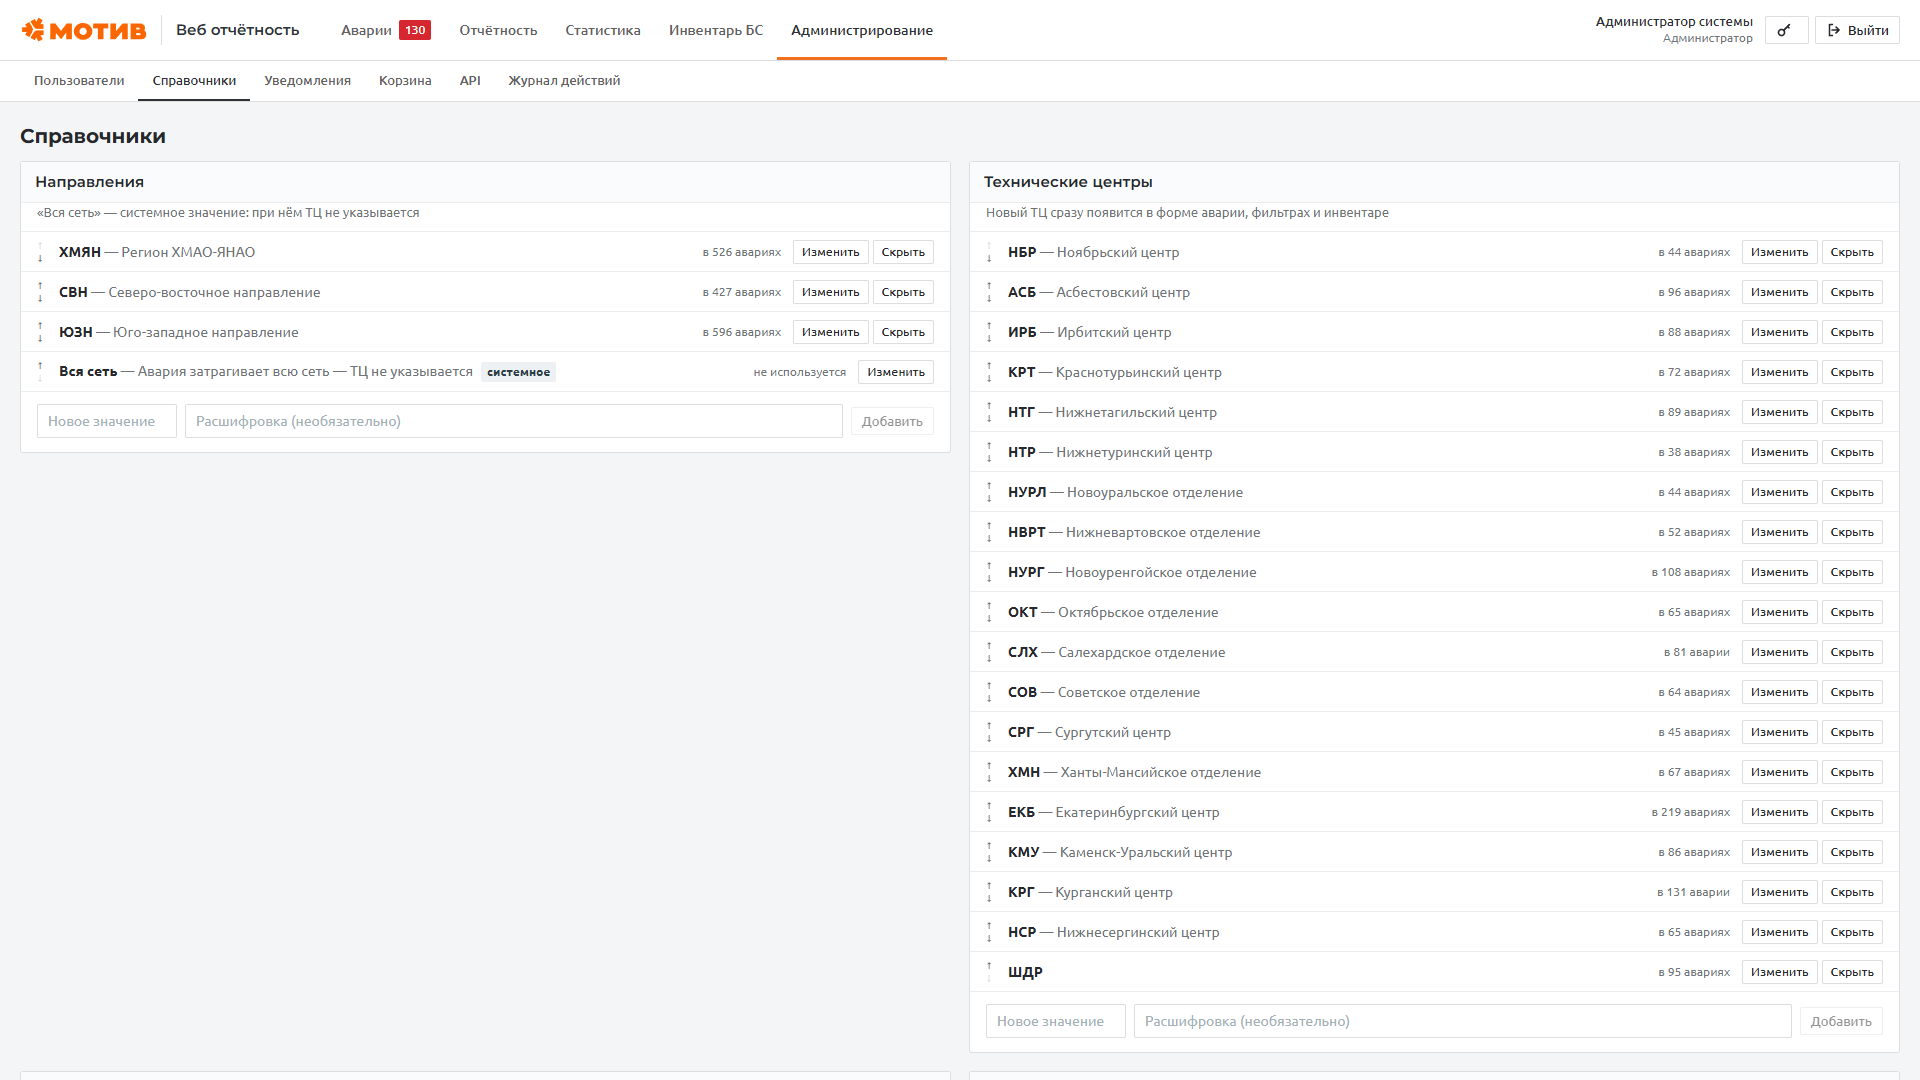 МОТИВ
Веб отчётность
Аварии 130
Отчётность
Статистика
Инвентарь БС
Администрирование
Администратор системы
Администратор
Выйти
Пользователи
Справочники
Уведомления
Корзина
API
Журнал действий
Справочники
Направления
«Вся сеть» — системное значение: при нём ТЦ не указывается
ХМЯН — Регион ХМАО-ЯНАО в 526 авариях Изменить Скрыть
СВН — Северо-восточное направление в 427 авариях Изменить Скрыть
ЮЗН — Юго-западное направление в 596 авариях Изменить Скрыть
Вся сеть — Авария затрагивает всю сеть — ТЦ не указывается системное не используется Изменить
Новое значение Расшифровка (необязательно) Добавить
Технические центры
Новый ТЦ сразу появится в форме аварии, фильтрах и инвентаре
НБР — Ноябрьский центр в 44 авариях Изменить Скрыть
АСБ — Асбестовский центр в 96 авариях Изменить Скрыть
ИРБ — Ирбитский центр в 88 авариях Изменить Скрыть
КРТ — Краснотурьинский центр в 72 авариях Изменить Скрыть
НТГ — Нижнетагильский центр в 89 авариях Изменить Скрыть
НТР — Нижнетуринский центр в 38 авариях Изменить Скрыть
НУРЛ — Новоуральское отделение в 44 авариях Изменить Скрыть
НВРТ — Нижневартовское отделение в 52 авариях Изменить Скрыть
НУРГ — Новоуренгойское отделение в 108 авариях Изменить Скрыть
ОКТ — Октябрьское отделение в 65 авариях Изменить Скрыть
СЛХ — Салехардское отделение в 81 аварии Изменить Скрыть
СОВ — Советское отделение в 64 авариях Изменить Скрыть
СРГ — Сургутский центр в 45 авариях Изменить Скрыть
ХМН — Ханты-Мансийское отделение в 67 авариях Изменить Скрыть
ЕКБ — Екатеринбургский центр в 219 авариях Изменить Скрыть
КМУ — Каменск-Уральский центр в 86 авариях Изменить Скрыть
КРГ — Курганский центр в 131 аварии Изменить Скрыть
НСР — Нижнесергинский центр в 65 авариях Изменить Скрыть
ШДР в 95 авариях Изменить Скрыть
Новое значение Расшифровка (необязательно) Добавить